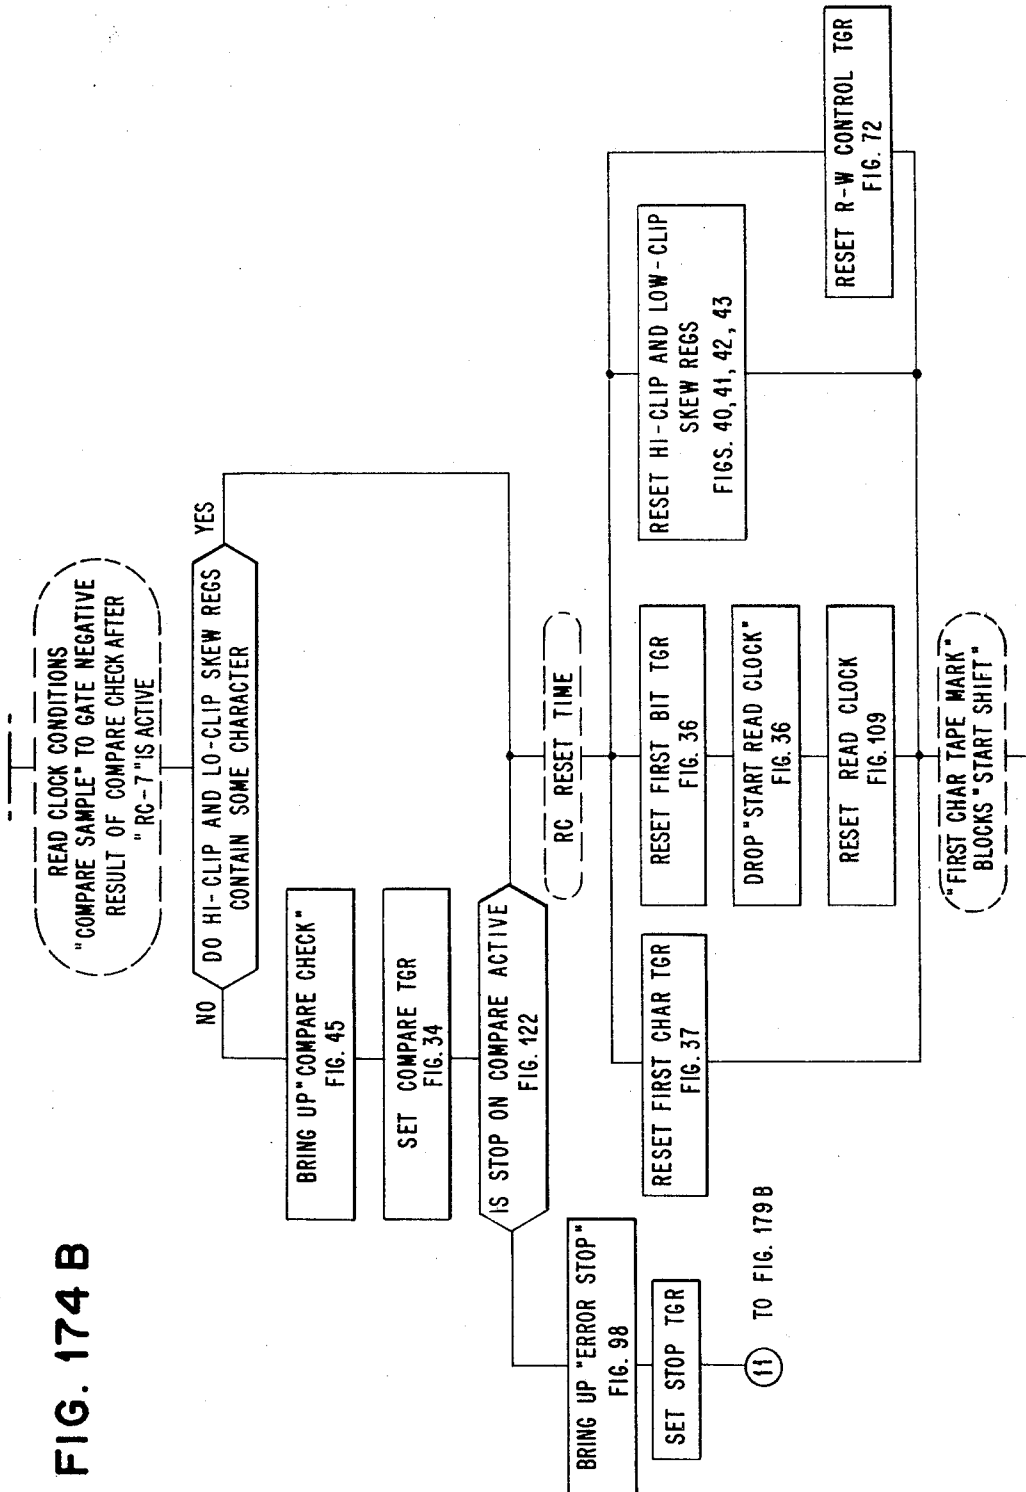 FIG. 174 B
READ CLOCK CONDITIONS
"COMPARE SAMPLE" TO GATE NEGATIVE
RESULT OF COMPARE CHECK AFTER
"RC-7" IS ACTIVE
DO HI-CLIP AND LO-CLIP SKEW REGS
CONTAIN SOME CHARACTER
NO
YES
BRING UP "COMPARE CHECK"
FIG. 45
SET COMPARE TGR
FIG. 34
IS STOP ON COMPARE ACTIVE
FIG. 122
BRING UP "ERROR STOP"
FIG. 98
SET STOP TGR
11
TO FIG. 179B
RC RESET TIME
RESET FIRST CHAR TGR
FIG. 37
RESET FIRST BIT TGR
FIG. 36
DROP "START READ CLOCK"
FIG. 36
RESET READ CLOCK
FIG. 109
RESET HI-CLIP AND LOW-CLIP
SKEW REGS
FIGS. 40, 41, 42, 43
RESET R-W CONTROL TGR
FIG. 72
"FIRST CHAR TAPE MARK"
BLOCKS "START SHIFT"